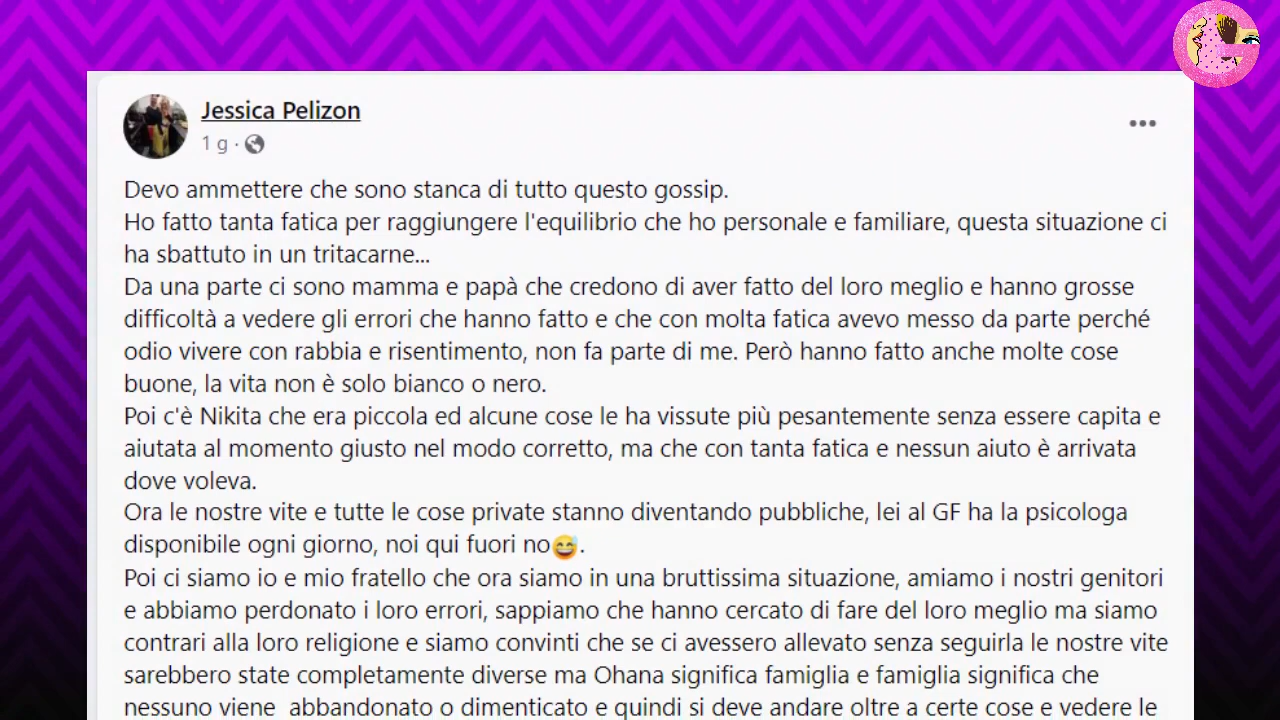 Jessica Pelizon
1 g ·
Devo ammettere che sono stanca di tutto questo gossip.
Ho fatto tanta fatica per raggiungere l'equilibrio che ho personale e familiare, questa situazione ci
ha sbattuto in un tritacarne...
Da una parte ci sono mamma e papà che credono di aver fatto del loro meglio e hanno grosse
difficoltà a vedere gli errori che hanno fatto e che con molta fatica avevo messo da parte perché
odio vivere con rabbia e risentimento, non fa parte di me. Però hanno fatto anche molte cose
buone, la vita non è solo bianco o nero.
Poi c'è Nikita che era piccola ed alcune cose le ha vissute più pesantemente senza essere capita e
aiutata al momento giusto nel modo corretto, ma che con tanta fatica e nessun aiuto è arrivata
dove voleva.
Ora le nostre vite e tutte le cose private stanno diventando pubbliche, lei al GF ha la psicologa
disponibile ogni giorno, noi qui fuori no😅.
Poi ci siamo io e mio fratello che ora siamo in una bruttissima situazione, amiamo i nostri genitori
e abbiamo perdonato i loro errori, sappiamo che hanno cercato di fare del loro meglio ma siamo
contrari alla loro religione e siamo convinti che se ci avessero allevato senza seguirla le nostre vite
sarebbero state completamente diverse ma Ohana significa famiglia e famiglia significa che
nessuno viene  abbandonato o dimenticato e quindi si deve andare oltre a certe cose e vedere le